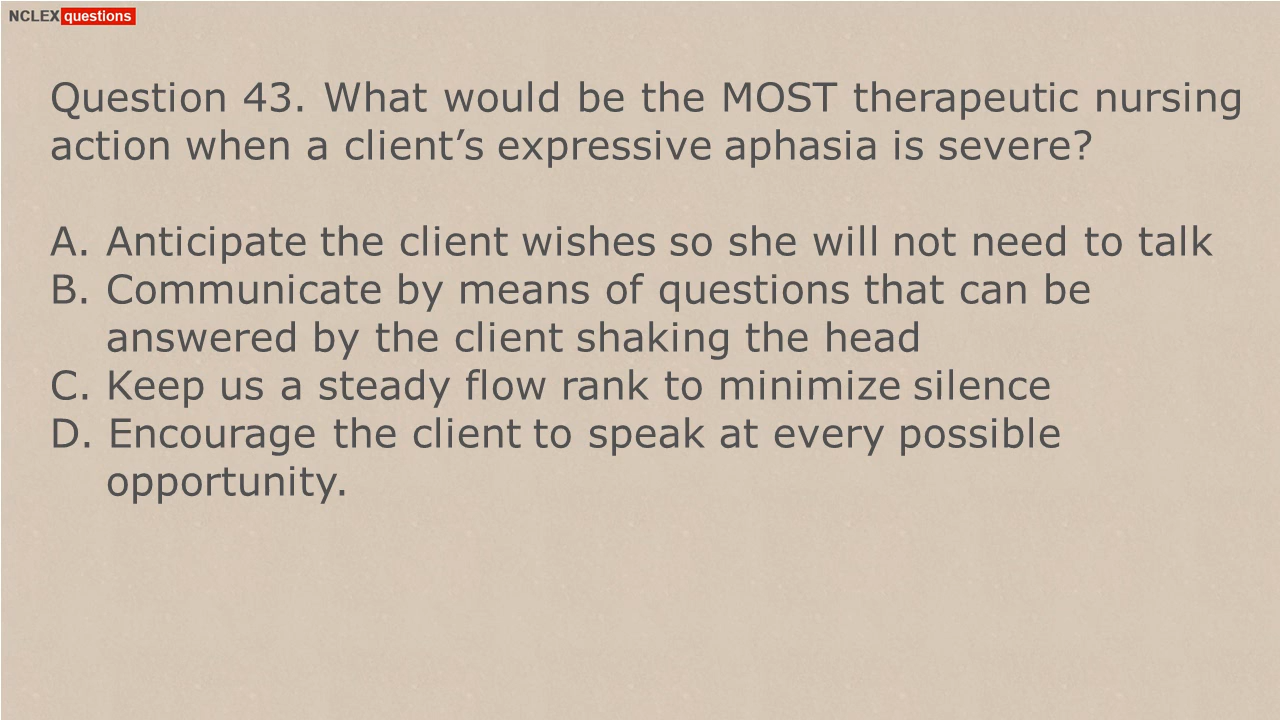 NCLEX questions
Question 43. What would be the MOST therapeutic nursing
action when a client’s expressive aphasia is severe?
A. Anticipate the client wishes so she will not need to talk
B. Communicate by means of questions that can be
answered by the client shaking the head
C. Keep us a steady flow rank to minimize silence
D. Encourage the client to speak at every possible
opportunity.